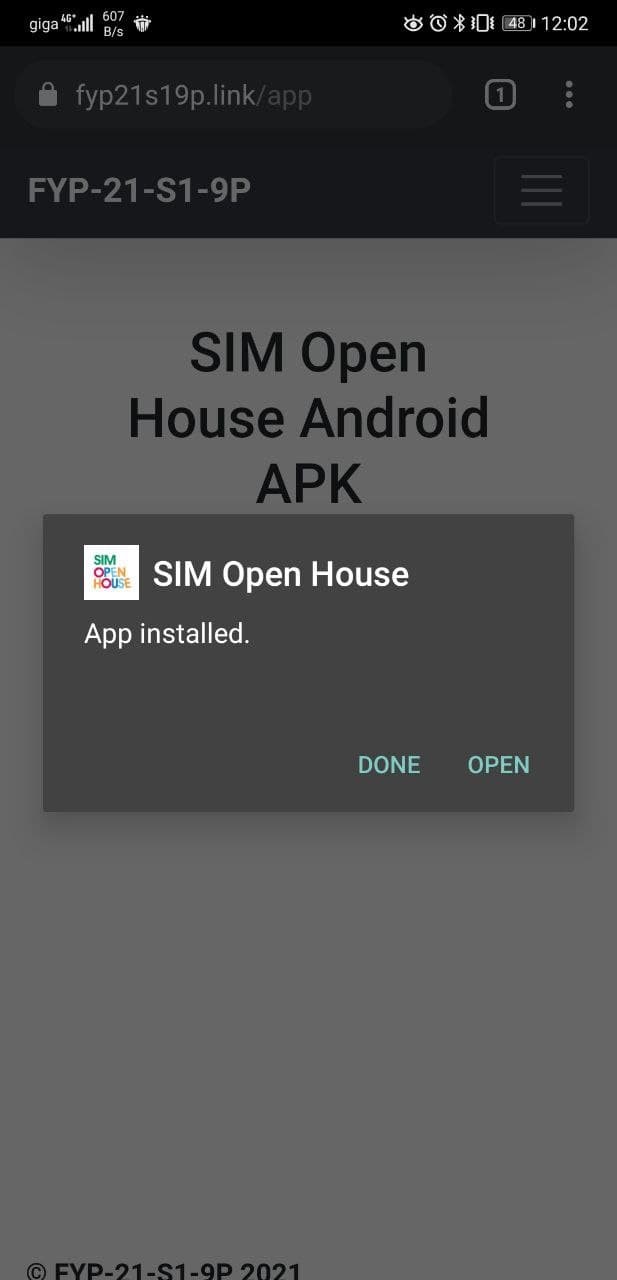 giga 4G+ 607 B/s 48 12:02
fyp21s19p.link/app 1
FYP-21-S1-9P
SIM Open
House Android
APK
SIM
OPEN
HOUSE
SIM Open House
App installed.
DONE OPEN
© FYP-21-S1-9P 2021